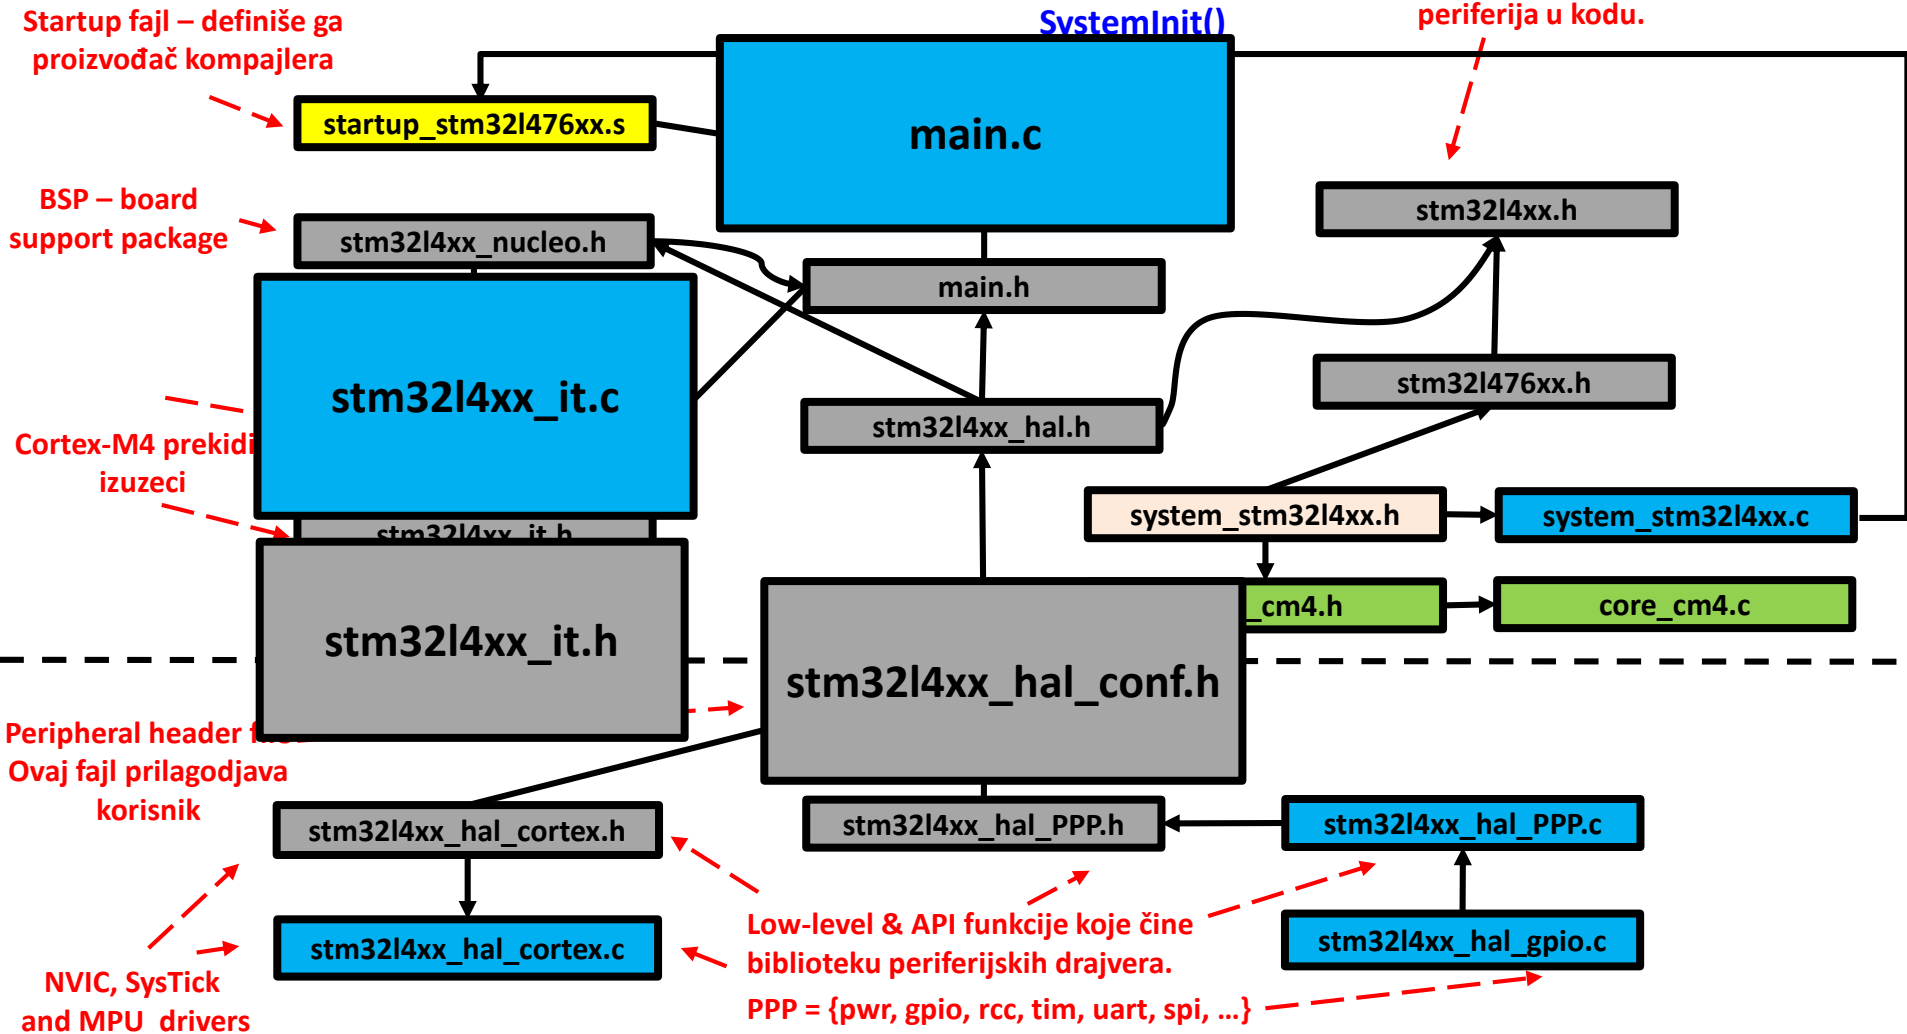 Startup fajl – definiše ga
proizvođač kompajlera
SystemInit()
periferija u kodu.
startup_stm32l476xx.s
main.c
BSP – board
support package
stm32l4xx_nucleo.h
stm32l4xx.h
main.h
stm32l4xx_it.c
stm32l476xx.h
stm32l4xx_hal.h
Cortex-M4 prekidi
izuzeci
system_stm32l4xx.h
system_stm32l4xx.c
stm32l4xx_it.h
_cm4.h
core_cm4.c
stm32l4xx_it.h
stm32l4xx_hal_conf.h
Peripheral header
Ovaj fajl prilagodjava
korisnik
stm32l4xx_hal_cortex.h
stm32l4xx_hal_PPP.h
stm32l4xx_hal_PPP.c
Low-level & API funkcije koje čine
biblioteku periferijskih drajvera.
stm32l4xx_hal_cortex.c
stm32l4xx_hal_gpio.c
NVIC, SysTick
and MPU drivers
PPP = {pwr, gpio, rcc, tim, uart, spi, …}